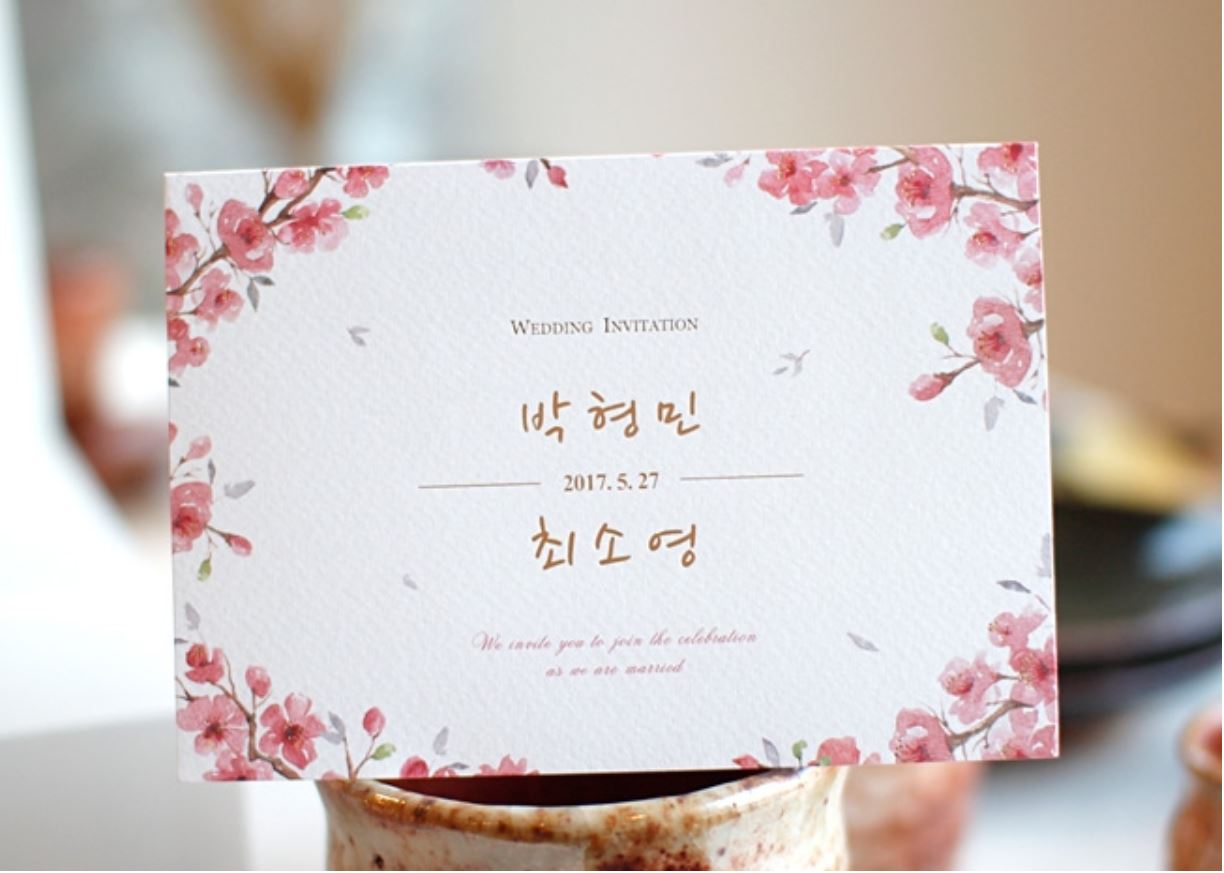 WEDDING INVITATION
박형민
2017. 5. 27
최소영
We invite you to join the celebration
as we are married